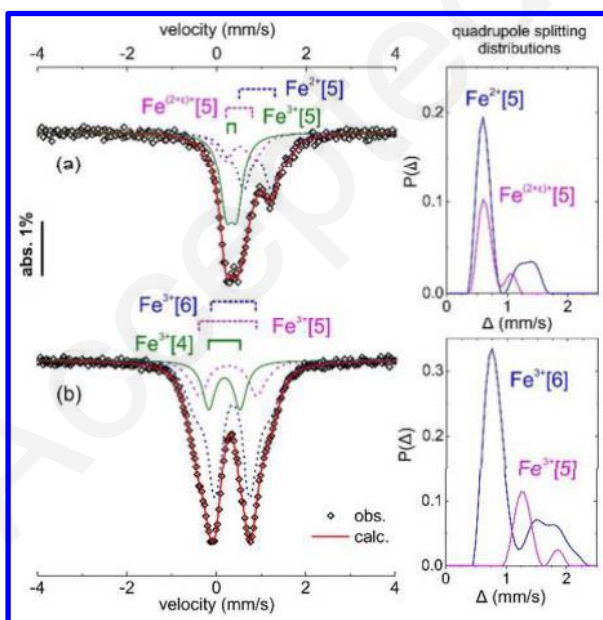 velocity (mm/s)
-4 -2 0 2 4
Fe²⁺[5]
Fe⁽²⁺ᵋ⁾⁺[5]
Fe³⁺[5]
(a)
abs. 1%
Fe³⁺[6]
Fe³⁺[5]
Fe³⁺[4]
(b)
obs.
calc.
-4 -2 0 2 4
velocity (mm/s)
quadrupole splitting
distributions
0.2
Fe²⁺[5]
P(Δ)
0.1
Fe⁽²⁺ᵋ⁾⁺[5]
0.0
0 1 2
Δ (mm/s)
Fe³⁺[6]
0.3
P(Δ)
0.2
Fe³⁺[5]
0.1
0.0
0 1 2
Δ (mm/s)
Accepte